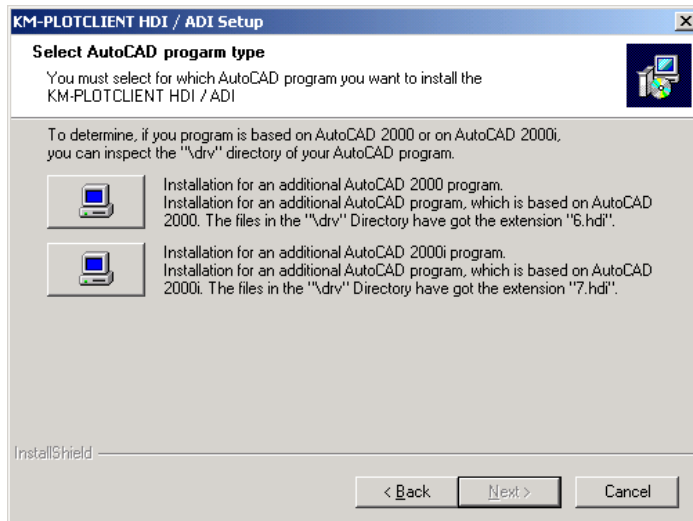 KM-PLOTCLIENT HDI / ADI Setup
Select AutoCAD progarm type
You must select for which AutoCAD program you want to install the
KM-PLOTCLIENT HDI / ADI
To determine, if you program is based on AutoCAD 2000 or on AutoCAD 2000i,
you can inspect the "\drv" directory of your AutoCAD program.
Installation for an additional AutoCAD 2000 program.
Installation for an additional AutoCAD program, which is based on AutoCAD
2000. The files in the "\drv" Directory have got the extension "6.hdi".
Installation for an additional AutoCAD 2000i program.
Installation for an additional AutoCAD program, which is based on AutoCAD
2000i. The files in the "\drv" Directory have got the extension "7.hdi".
InstallShield
< Back
Next >
Cancel